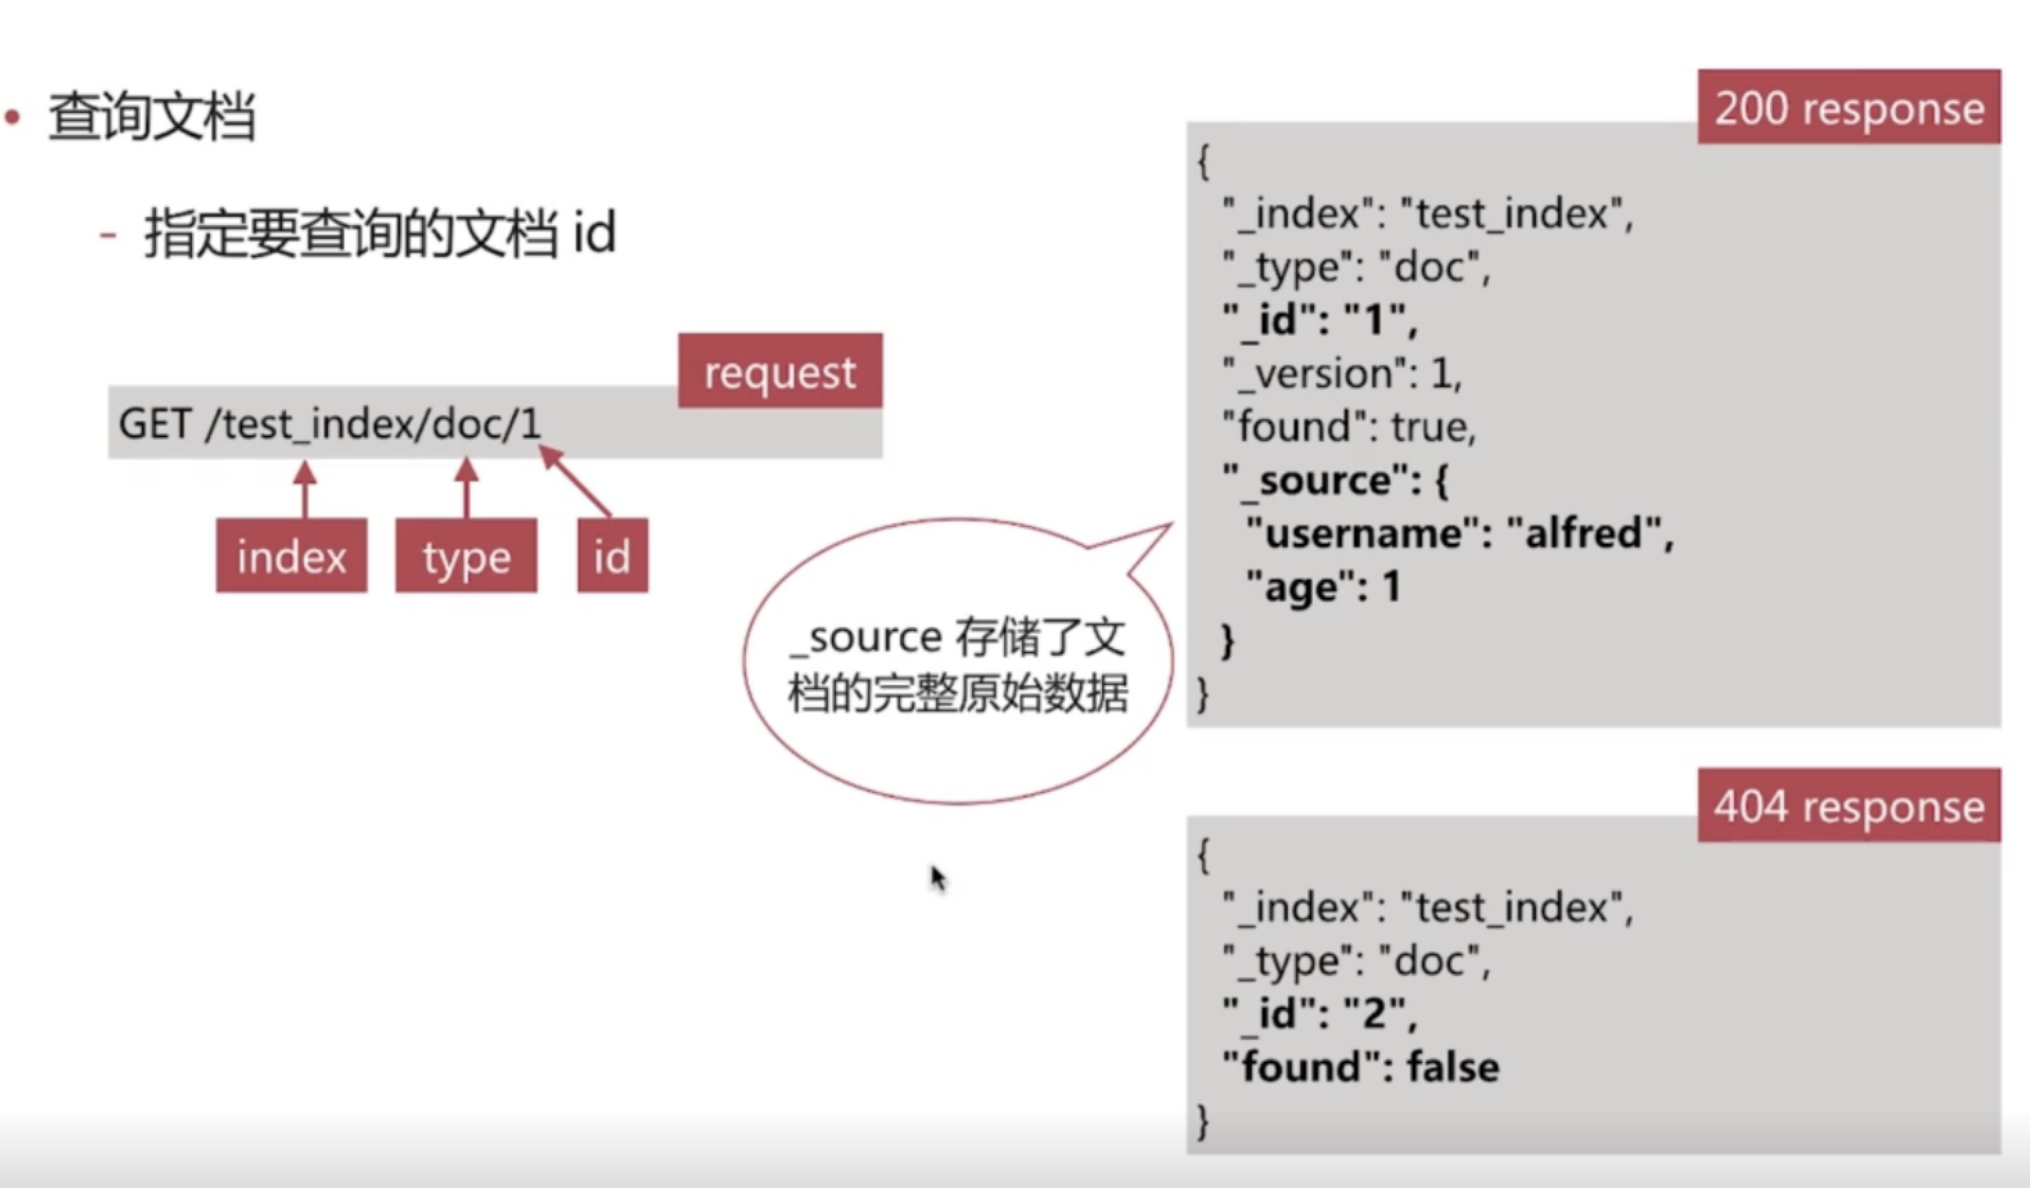 • 查询文档
- 指定要查询的文档 id
request
GET /test_index/doc/1
index
type
id
_source 存储了文
档的完整原始数据
200 response
{
"_index": "test_index",
"_type": "doc",
"_id": "1",
"_version": 1,
"found": true,
"_source": {
"username": "alfred",
"age": 1
}
}
404 response
{
"_index": "test_index",
"_type": "doc",
"_id": "2",
"found": false
}